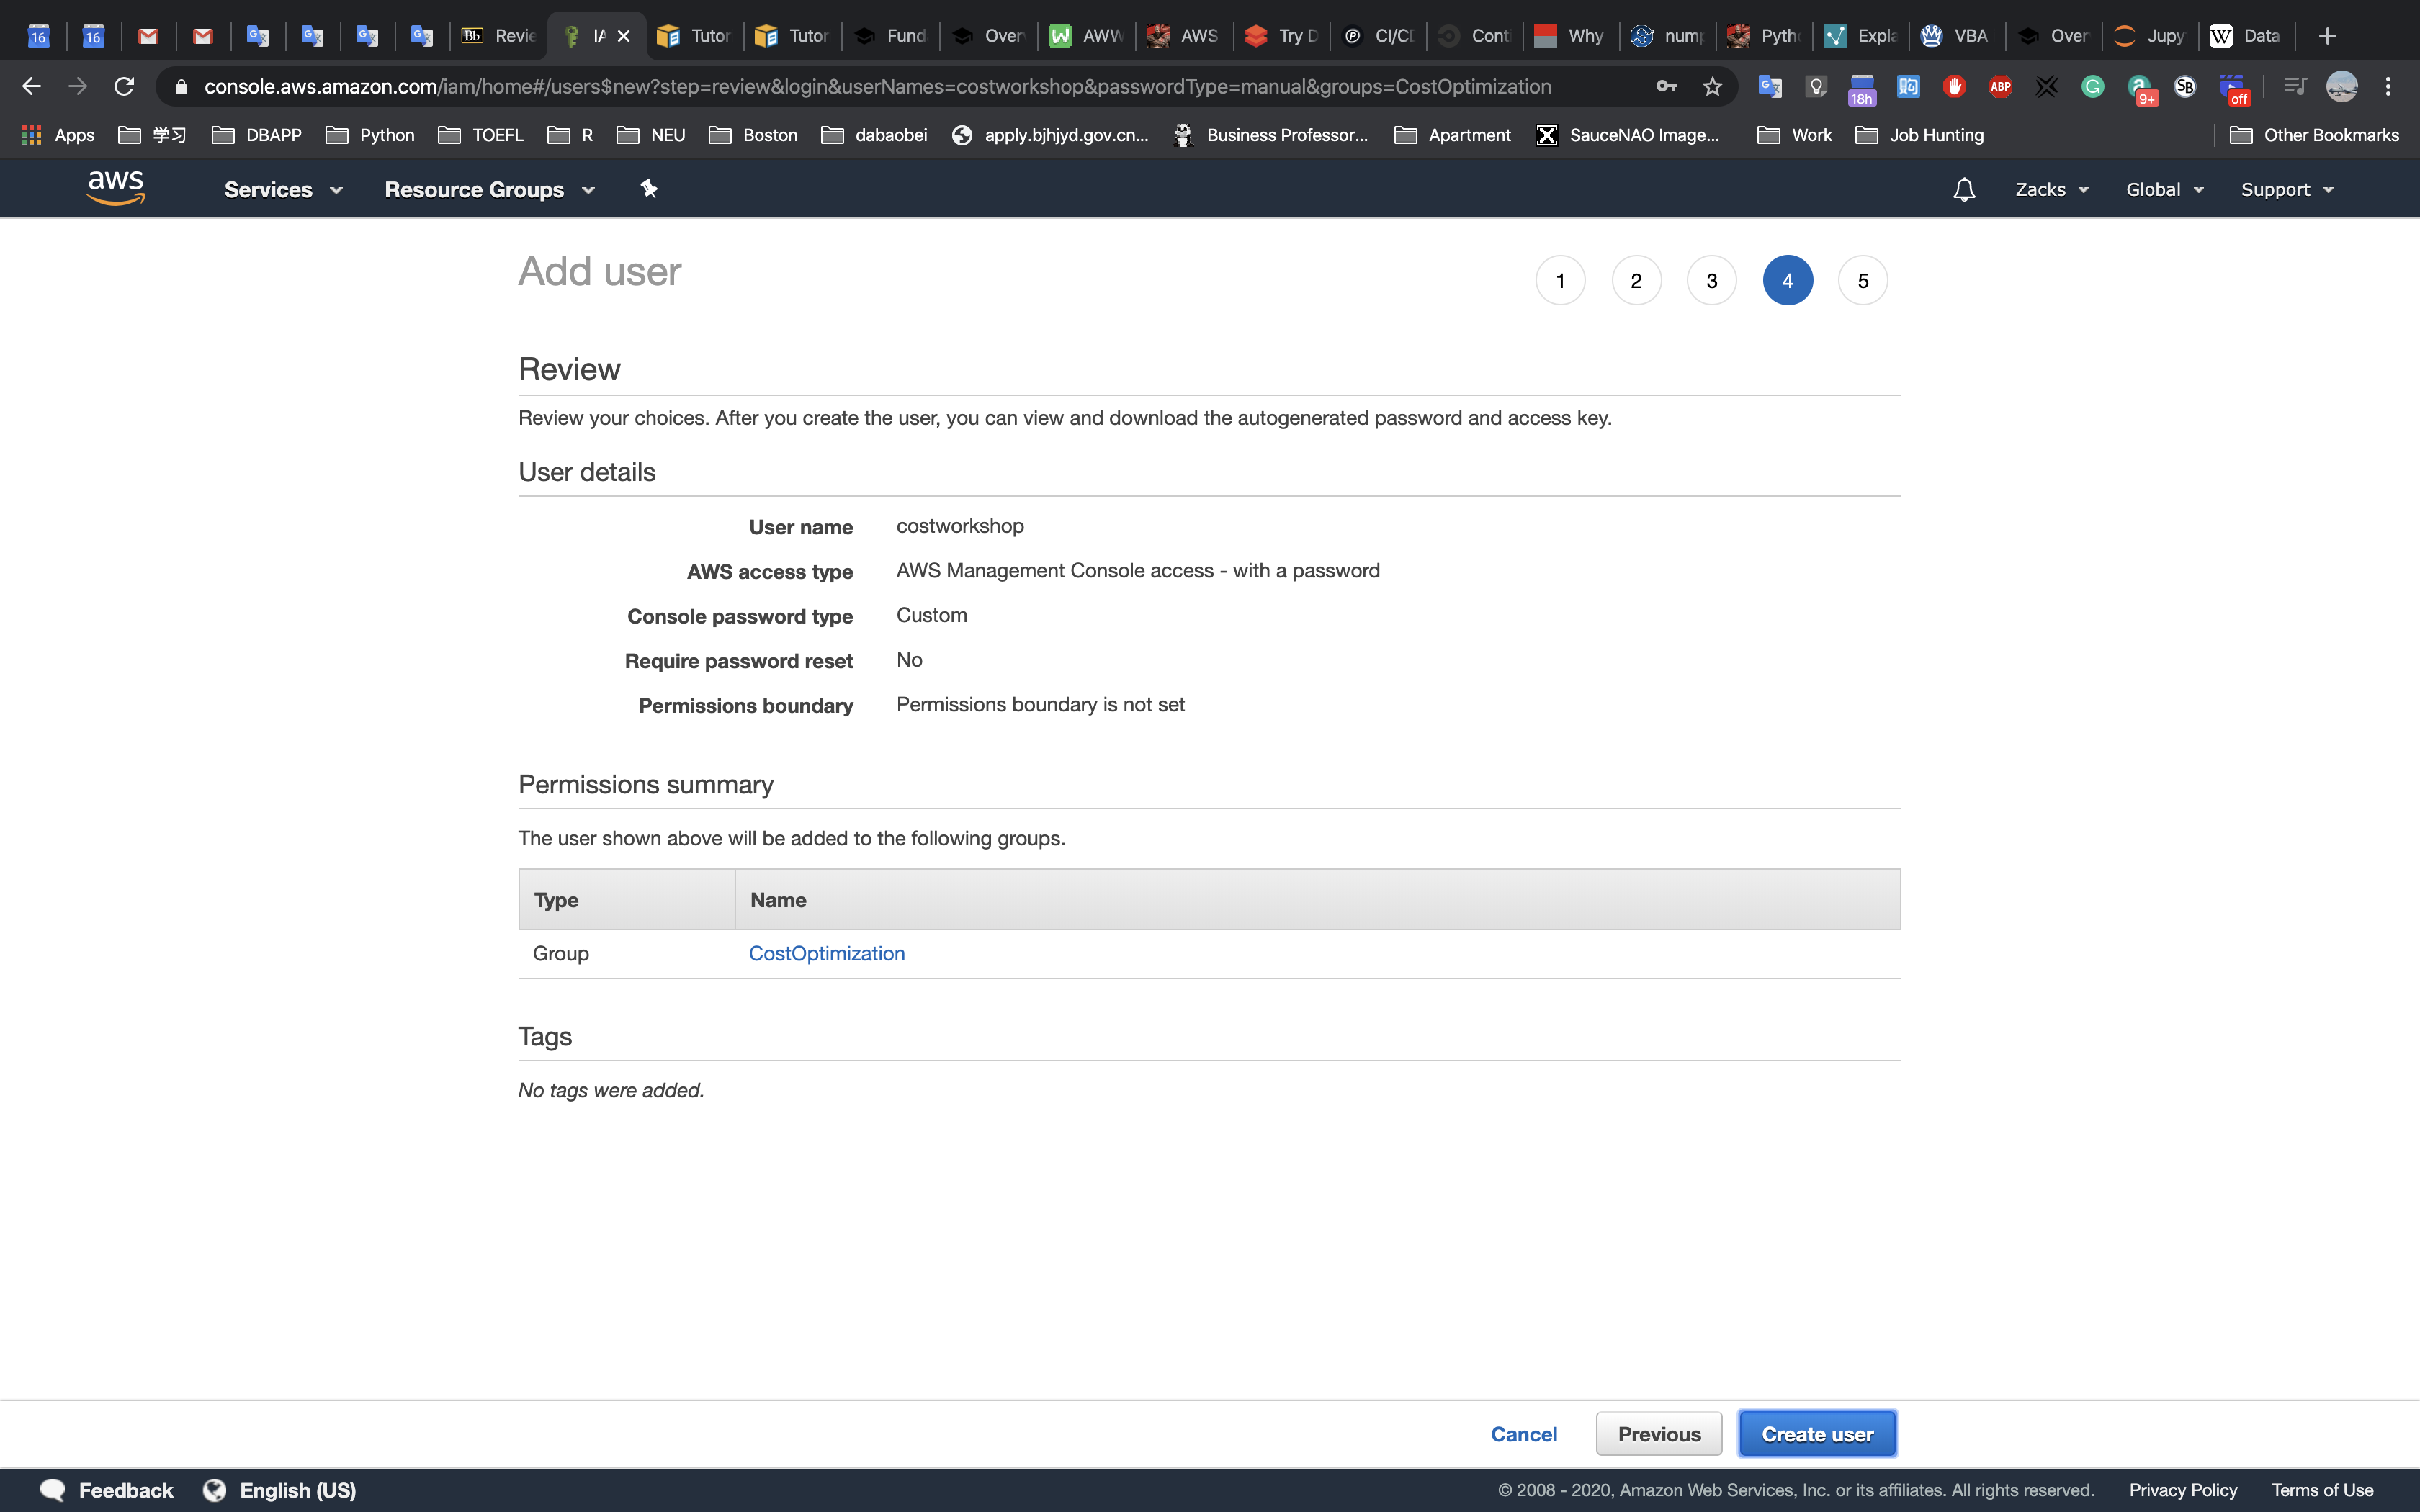 16 16 Revie IA Tutor Tutor Fund Over AWW AWS Try D CI/CD Cont Why nump Pytho Expla VBA Over Jupy Data
console.aws.amazon.com/iam/home#/users$new?step=review&login&userNames=costworkshop&passwordType=manual&groups=CostOptimization
18h ABP 9+ SB off
Apps 学习 DBAPP Python TOEFL R NEU Boston dabaobei apply.bjhjyd.gov.cn... Business Professor... Apartment SauceNAO Image... Work Job Hunting Other Bookmarks
aws Services Resource Groups Zacks Global Support
Add user
1 2 3 4 5
Review
Review your choices. After you create the user, you can view and download the autogenerated password and access key.
User details
User name costworkshop
AWS access type AWS Management Console access - with a password
Console password type Custom
Require password reset No
Permissions boundary Permissions boundary is not set
Permissions summary
The user shown above will be added to the following groups.
Type Name
Group CostOptimization
Tags
No tags were added.
Cancel Previous Create user
Feedback English (US) © 2008 - 2020, Amazon Web Services, Inc. or its affiliates. All rights reserved. Privacy Policy Terms of Use